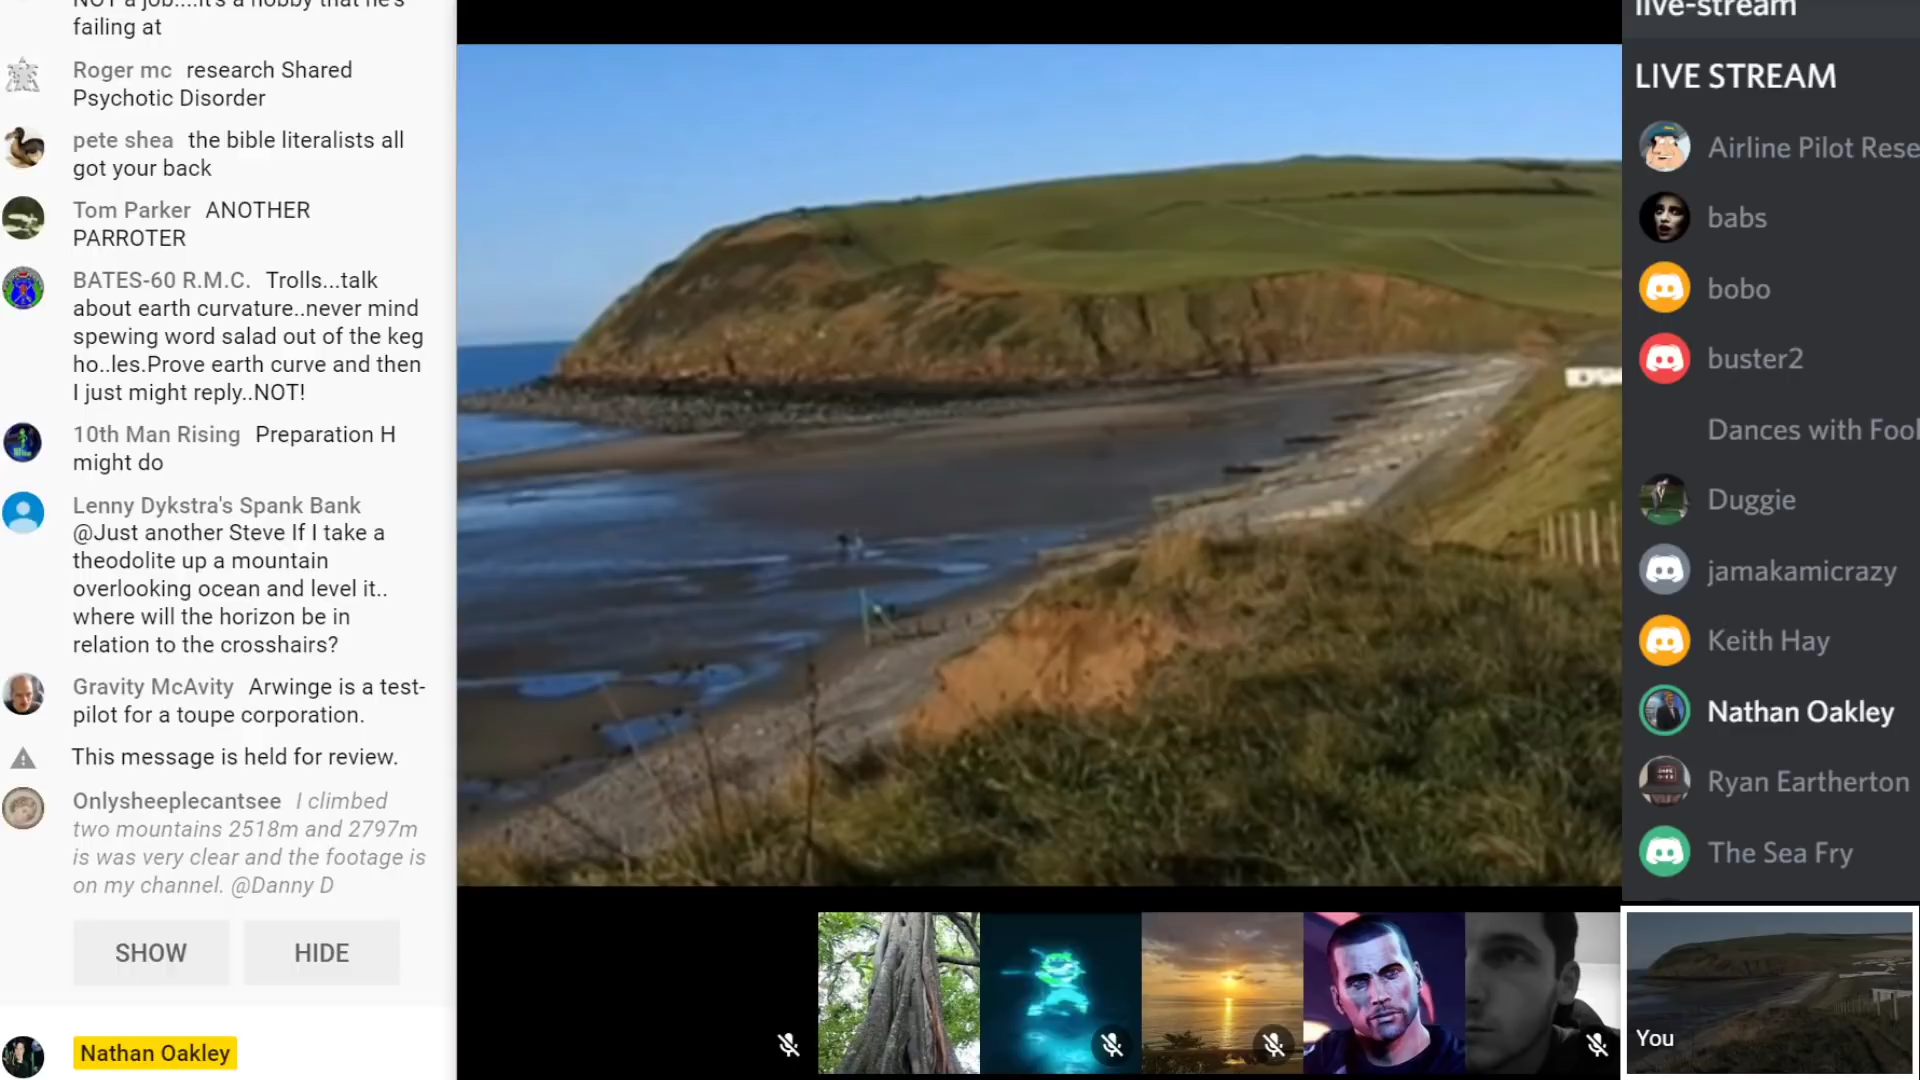 NOT a job....it's a hobby that he's
failing at
Roger mc research Shared
Psychotic Disorder
pete shea the bible literalists all
got your back
Tom Parker ANOTHER
PARROTER
BATES-60 R.M.C. Trolls...talk
about earth curvature..never mind
spewing word salad out of the keg
ho..les.Prove earth curve and then
I just might reply..NOT!
10th Man Rising Preparation H
might do
Lenny Dykstra's Spank Bank
@Just another Steve If I take a
theodolite up a mountain
overlooking ocean and level it..
where will the horizon be in
relation to the crosshairs?
Gravity McAvity Arwinge is a test-
pilot for a toupe corporation.
This message is held for review.
Onlysheeplecantsee I climbed
two mountains 2518m and 2797m
is was very clear and the footage is
on my channel. @Danny D
SHOW HIDE
Nathan Oakley
live-stream
LIVE STREAM
Airline Pilot Rese
babs
bobo
buster2
Dances with Fool
Duggie
jamakamicrazy
Keith Hay
Nathan Oakley
Ryan Eartherton
The Sea Fry
You